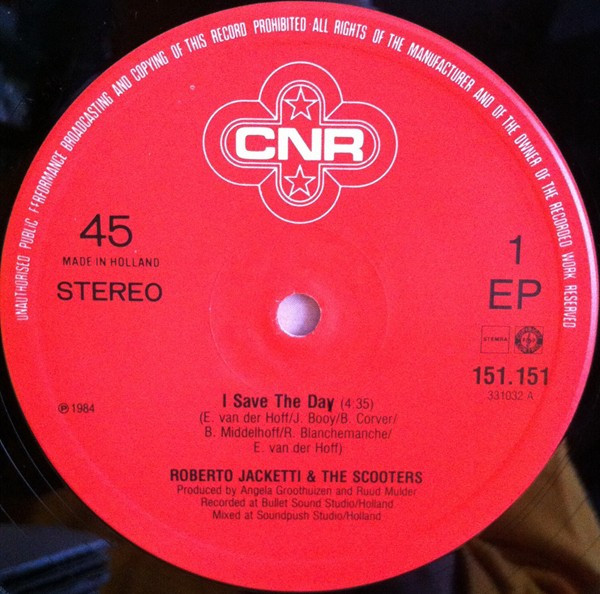 UNAUTHORISED PUBLIC PERFORMANCE BROADCASTING AND COPYING OF THIS RECORD PROHIBITED ALL RIGHTS OF THE MANUFACTURER AND OF THE OWNER OF THE RECORDED WORK RESERVED
CNR
45
MADE IN HOLLAND
STEREO
1
EP
STEMRA
151.151
331032 A
℗ 1984
I Save The Day (4:35)
(E. van der Hoff/J. Booy/B. Corver/
B. Middelhoff/R. Blanchemanche/
E. van der Hoff)
ROBERTO JACKETTI & THE SCOOTERS
Produced by Angela Groothuizen and Ruud Mulder
Recorded at Bullet Sound Studio/Holland
Mixed at Soundpush Studio/Holland